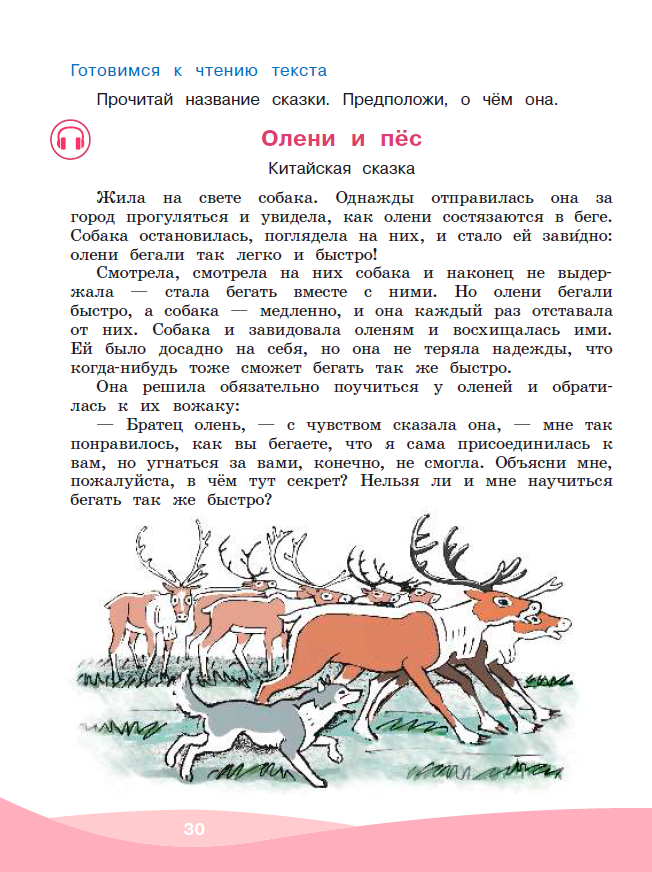 Готовимся к чтению текста
Прочитай название сказки. Предположи, о чём она.
Олени и пёс
Китайская сказка
Жила на свете собака. Однажды отправилась она за
город прогуляться и увидела, как олени состязаются в беге.
Собака остановилась, поглядела на них, и стало ей зави́дно:
олени бегали так легко и быстро!
Смотрела, смотрела на них собака и наконец не выдер-
жала — стала бегать вместе с ними. Но олени бегали
быстро, а собака — медленно, и она каждый раз отставала
от них. Собака и завидовала оленям и восхищалась ими.
Ей было досадно на себя, но она не теряла надежды, что
когда-нибудь тоже сможет бегать так же быстро.
Она решила обязательно поучиться у оленей и обрати-
лась к их вожаку:
— Братец олень, — с чувством сказала она, — мне так
понравилось, как вы бегаете, что я сама присоединилась к
вам, но угнаться за вами, конечно, не смогла. Объясни мне,
пожалуйста, в чём тут секрет? Нельзя ли и мне научиться
бегать так же быстро?
30